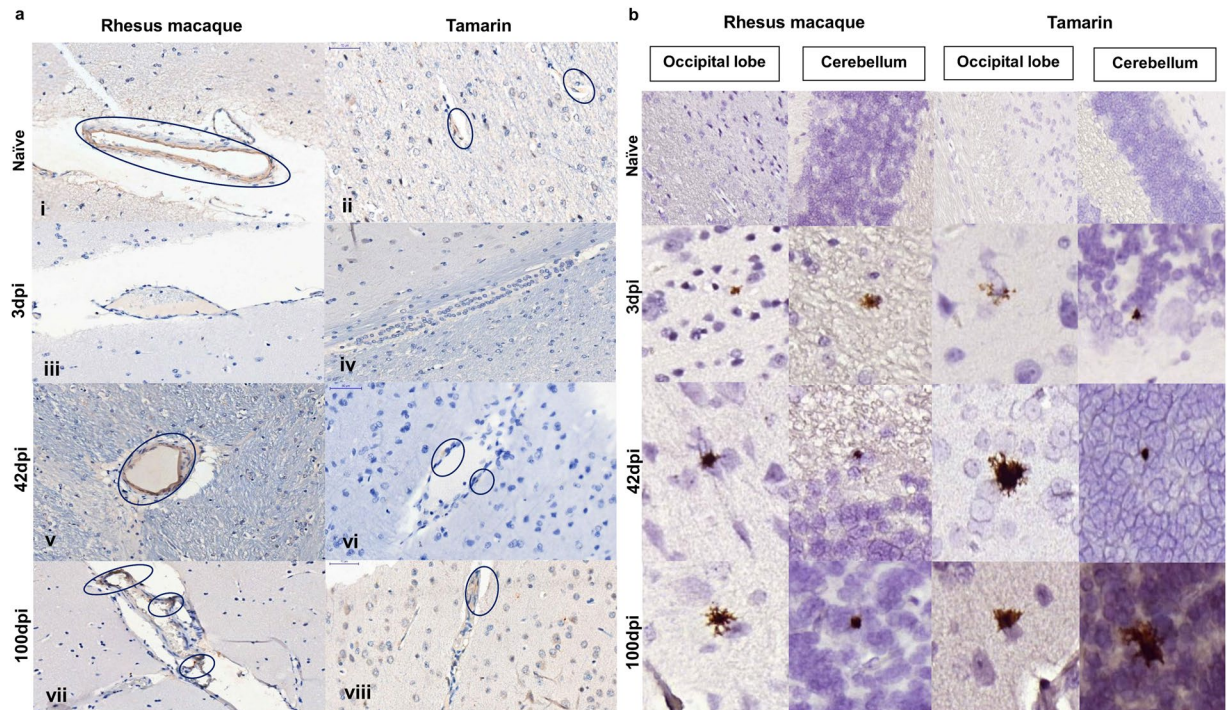 a
Rhesus macaque
Tamarin
Naïve
i
ii
3dpi
iii
iv
42dpi
v
vi
100dpi
vii
viii
b
Rhesus macaque
Tamarin
Occipital lobe
Cerebellum
Occipital lobe
Cerebellum
Naïve
3dpi
42dpi
100dpi